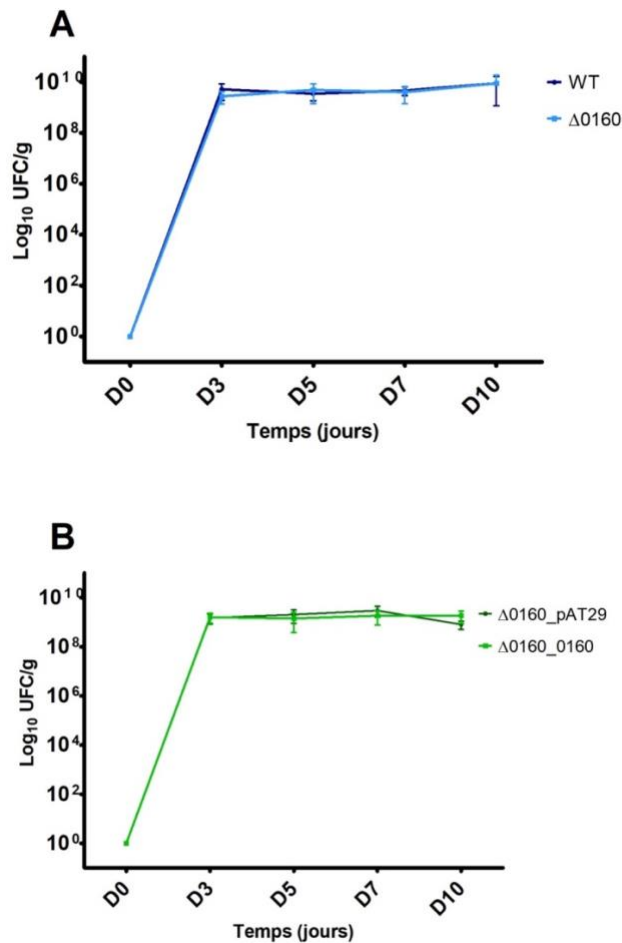 A
10¹⁰
10⁸
10⁶
10⁴
10²
10⁰
Log₁₀ UFC/g
D0 D3 D5 D7 D10
Temps (jours)
WT
Δ0160
B
10¹⁰
10⁸
10⁶
10⁴
10²
10⁰
Log₁₀ UFC/g
D0 D3 D5 D7 D10
Temps (jours)
Δ0160_pAT29
Δ0160_0160